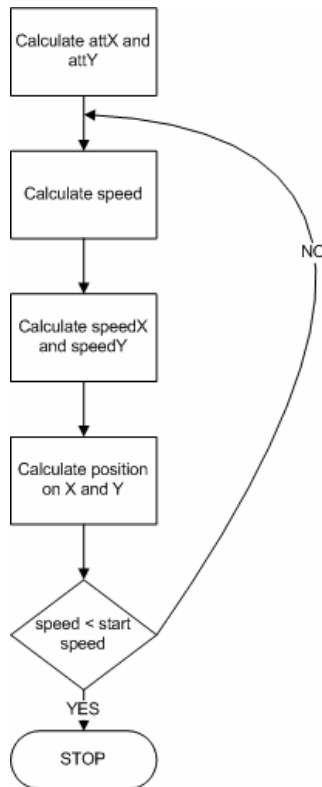 Calculate attX and
attY
Calculate speed
NO
Calculate speedX
and speedY
Calculate position
on X and Y
speed < start
speed
YES
STOP